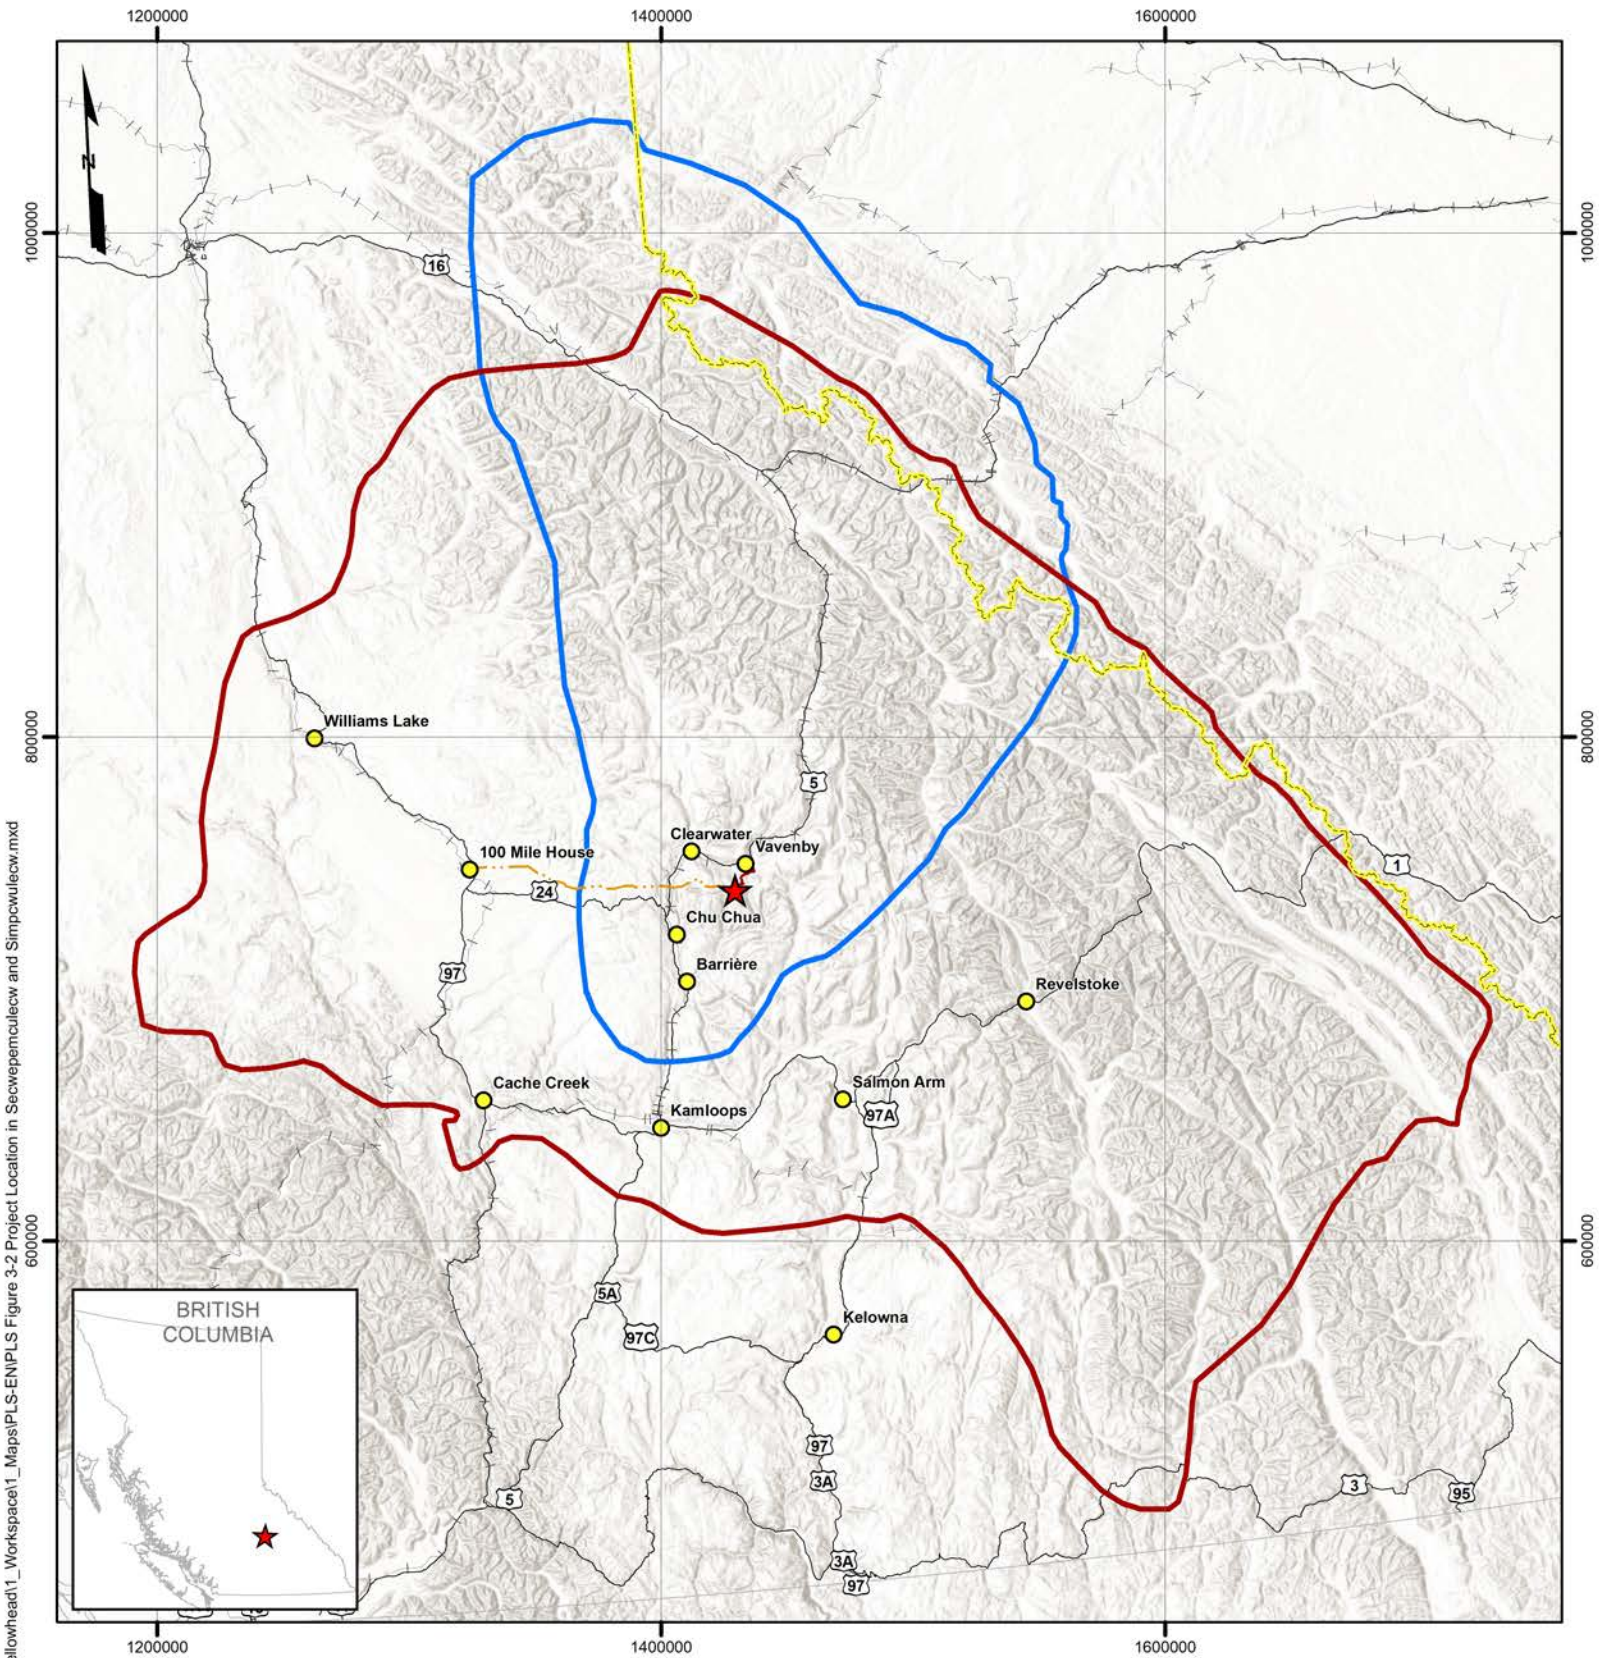 1200000
1400000
1600000
N
1000000
1000000
16
Williams Lake
800000
800000
5
Clearwater
Vavenby
100 Mile House
1
24
Chu Chua
Barrière
97
Revelstoke
Cache Creek
Salmon Arm
Kamloops
97A
600000
600000
5A
BRITISH
COLUMBIA
Kelowna
97C
97
3A
5
3
95
3A
97
1200000
1400000
1600000
ellowhead\1_Workspace\1_Maps\PLS-EN\PLS Figure 3-2 Project Location in Secwepemculecw and Simpcwulecw.mxd